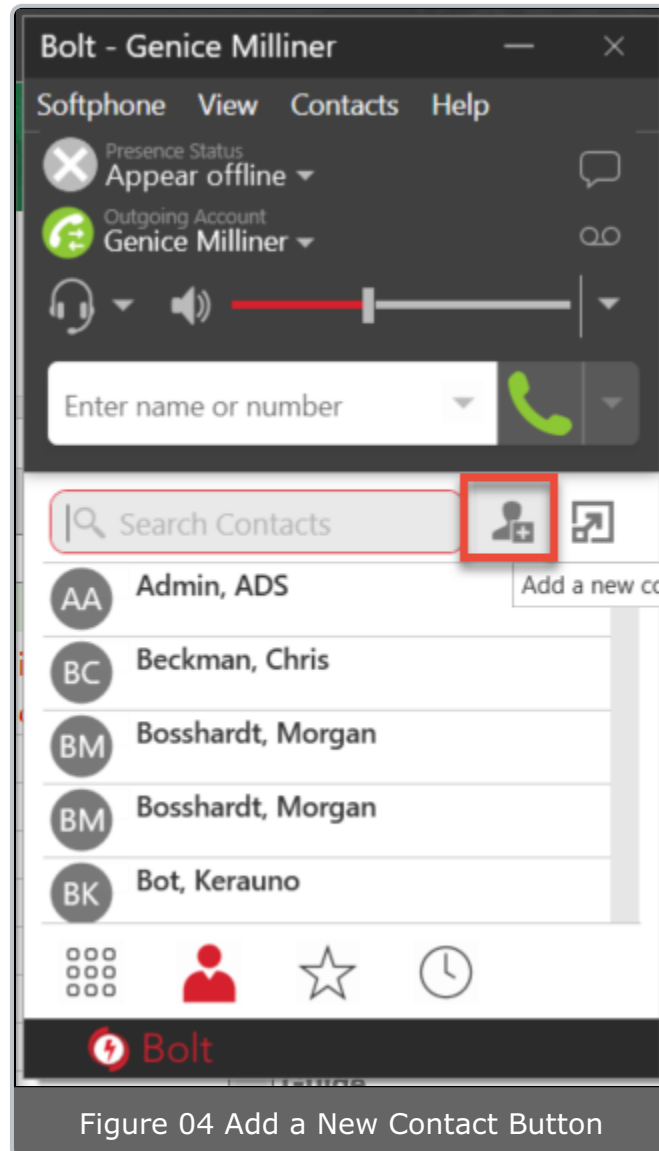 Bolt - Genice Milliner
Softphone View Contacts Help
Presence Status
Appear offline
Outgoing Account
Genice Milliner
Enter name or number
Search Contacts
Add a new co
AA Admin, ADS
BC Beckman, Chris
BM Bosshardt, Morgan
BM Bosshardt, Morgan
BK Bot, Kerauno
Bolt
Figure 04 Add a New Contact Button